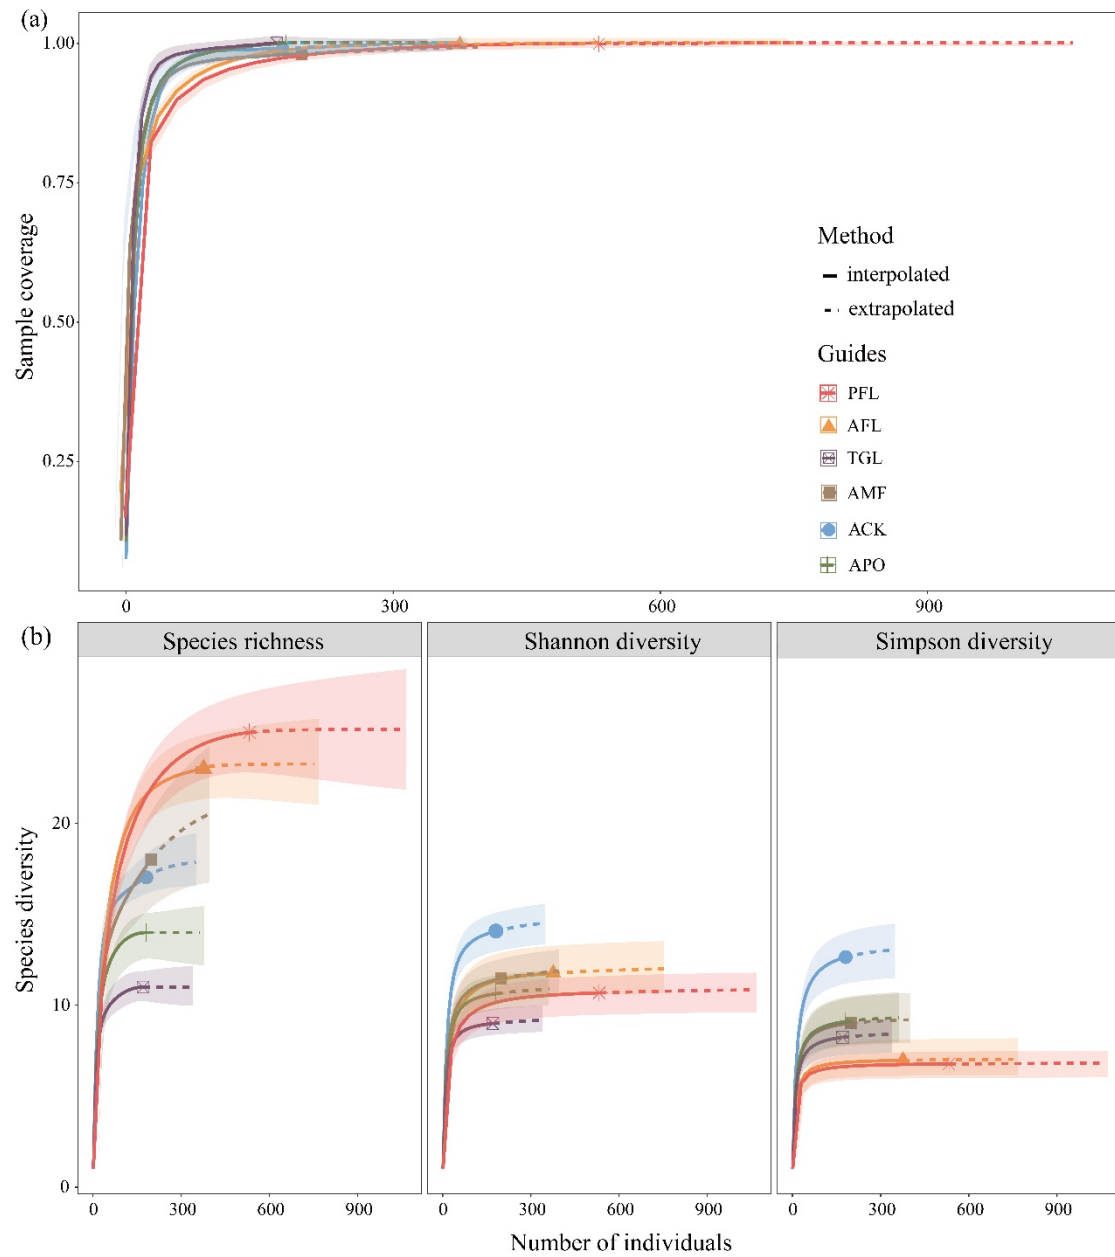 (a)
1.00
0.75
0.50
0.25
Sample coverage
Method
interpolated
extrapolated
Guides
PFL
AFL
TGL
AMF
ACK
APO
0 300 600 900
(b)
Species richness Shannon diversity Simpson diversity
20
10
0
Species diversity
0 300 600 900 0 300 600 900 0 300 600 900
Number of individuals